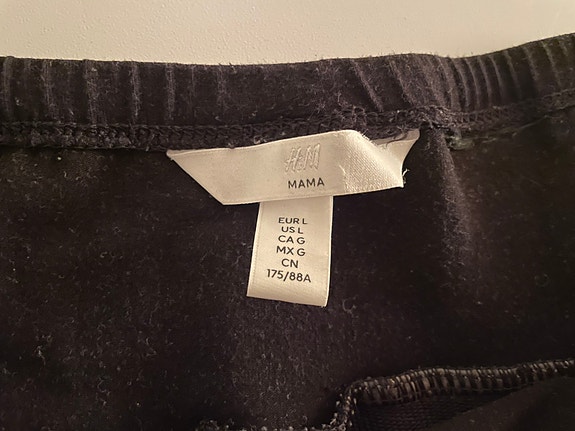 H&M
MAMA
EUR L
US L
CA G
MX G
CN
175/88A